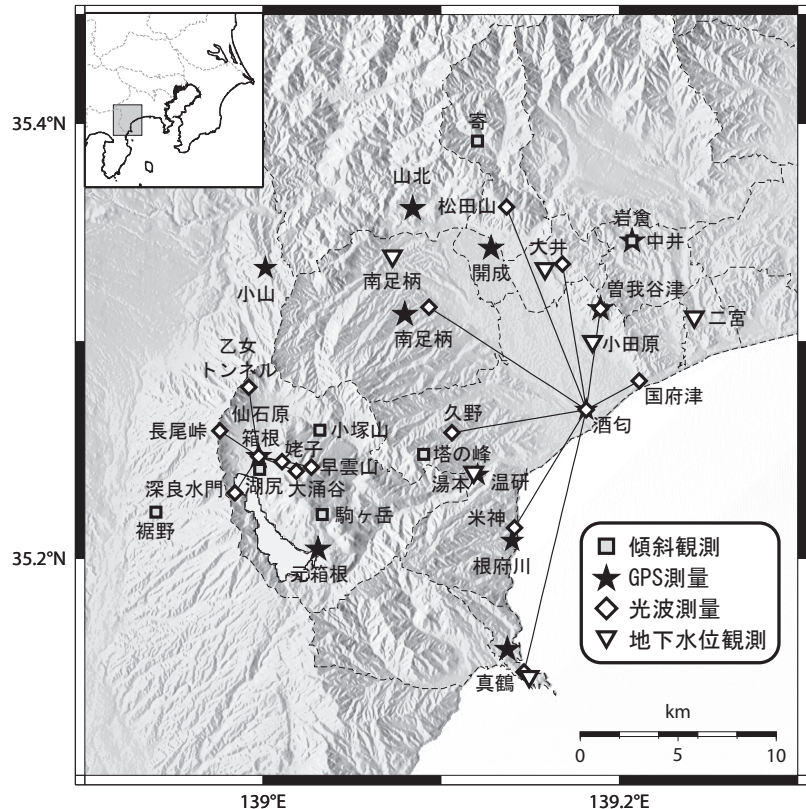 35.4°N
寄
山北
松田山
岩倉
中井
大井
開成
小山
南足柄
曽我谷津
二宮
南足柄
小田原
乙女
トンネル
国府津
仙石原
長尾峠
箱根
小塚山
久野
酒匂
姥子
早雲山
塔の峰
深良水門
湖尻
大涌谷
湯本
温研
裾野
駒ヶ岳
米神
35.2°N
元箱根
根府川
傾斜観測
GPS測量
光波測量
地下水位観測
真鶴
km
0
5
10
139°E
139.2°E